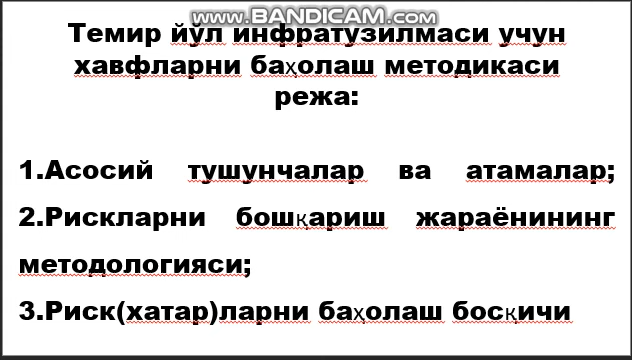 www.BANDICAM.com
Темир йўл инфратузилмаси учун
хавфларни баҳолаш методикаси
режа:
1.Асосий тушунчалар ва атамалар;
2.Рискларни бошқариш жараёнининг
методологияси;
3.Риск(хатар)ларни баҳолаш босқичи